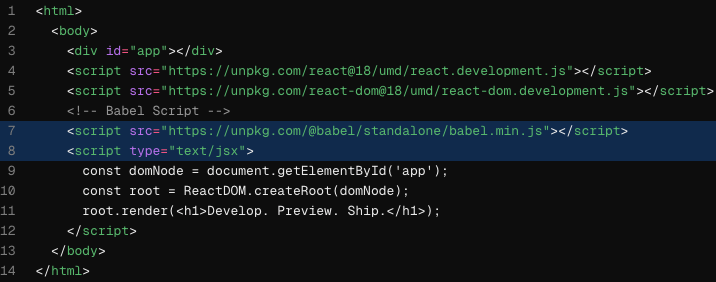 1 <html>
2 <body>
3 <div id="app"></div>
4 <script src="https://unpkg.com/react@18/umd/react.development.js"></script>
5 <script src="https://unpkg.com/react-dom@18/umd/react-dom.development.js"></script>
6 <!-- Babel Script -->
7 <script src="https://unpkg.com/@babel/standalone/babel.min.js"></script>
8 <script type="text/jsx">
9 const domNode = document.getElementById('app');
10 const root = ReactDOM.createRoot(domNode);
11 root.render(<h1>Develop. Preview. Ship.</h1>);
12 </script>
13 </body>
14 </html>